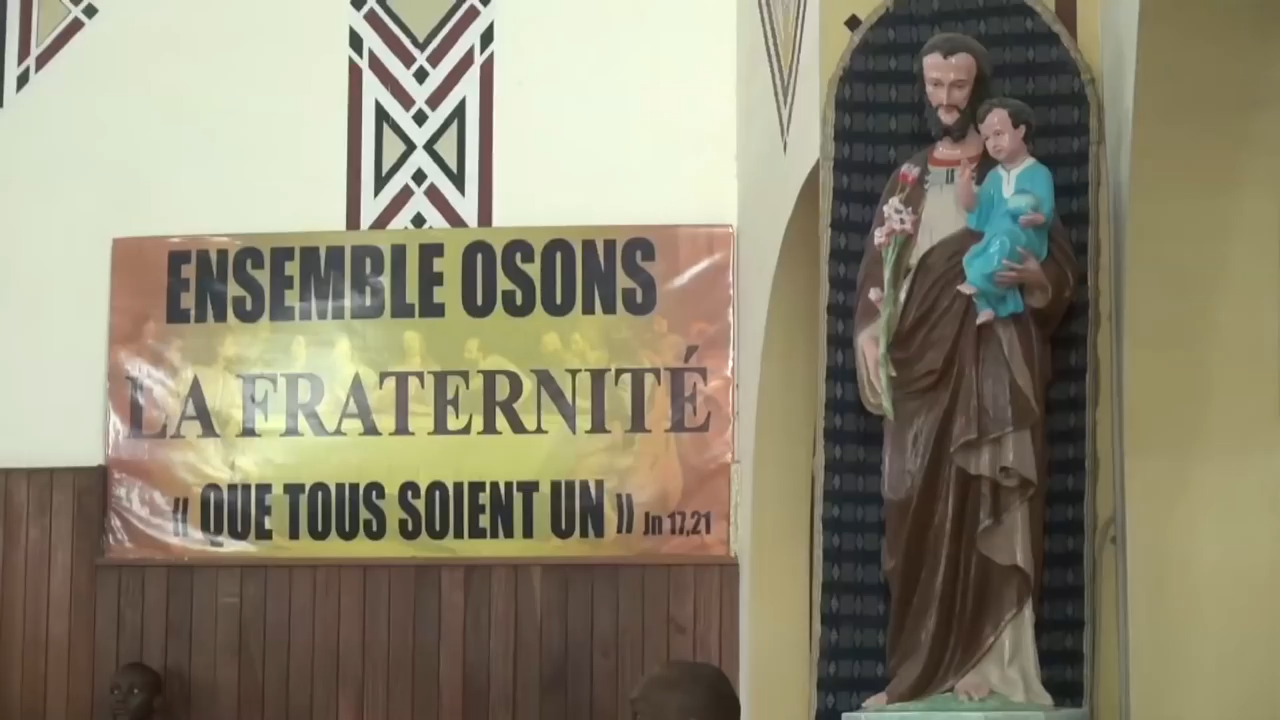 ENSEMBLE OSONS
LA FRATERNITÉ
« QUE TOUS SOIENT UN » Jn 17,21